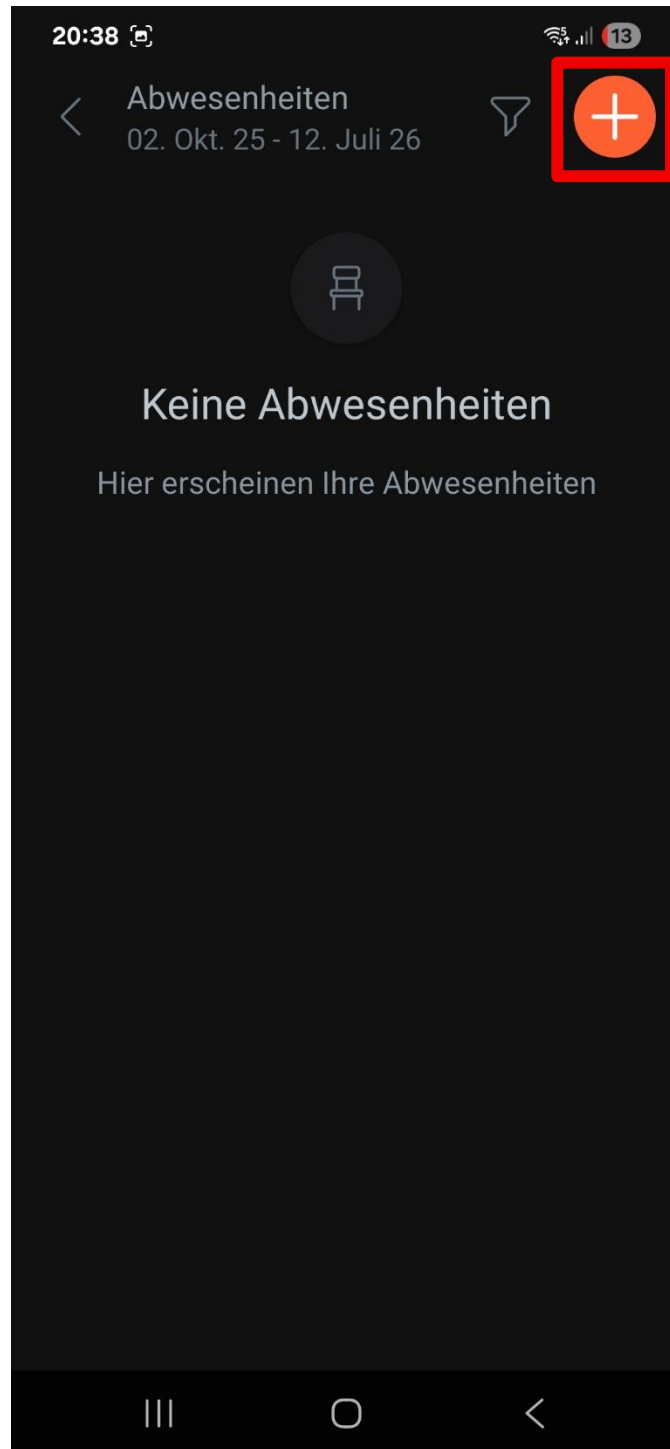 20:38
13
Abwesenheiten
02. Okt. 25 - 12. Juli 26
Keine Abwesenheiten
Hier erscheinen Ihre Abwesenheiten